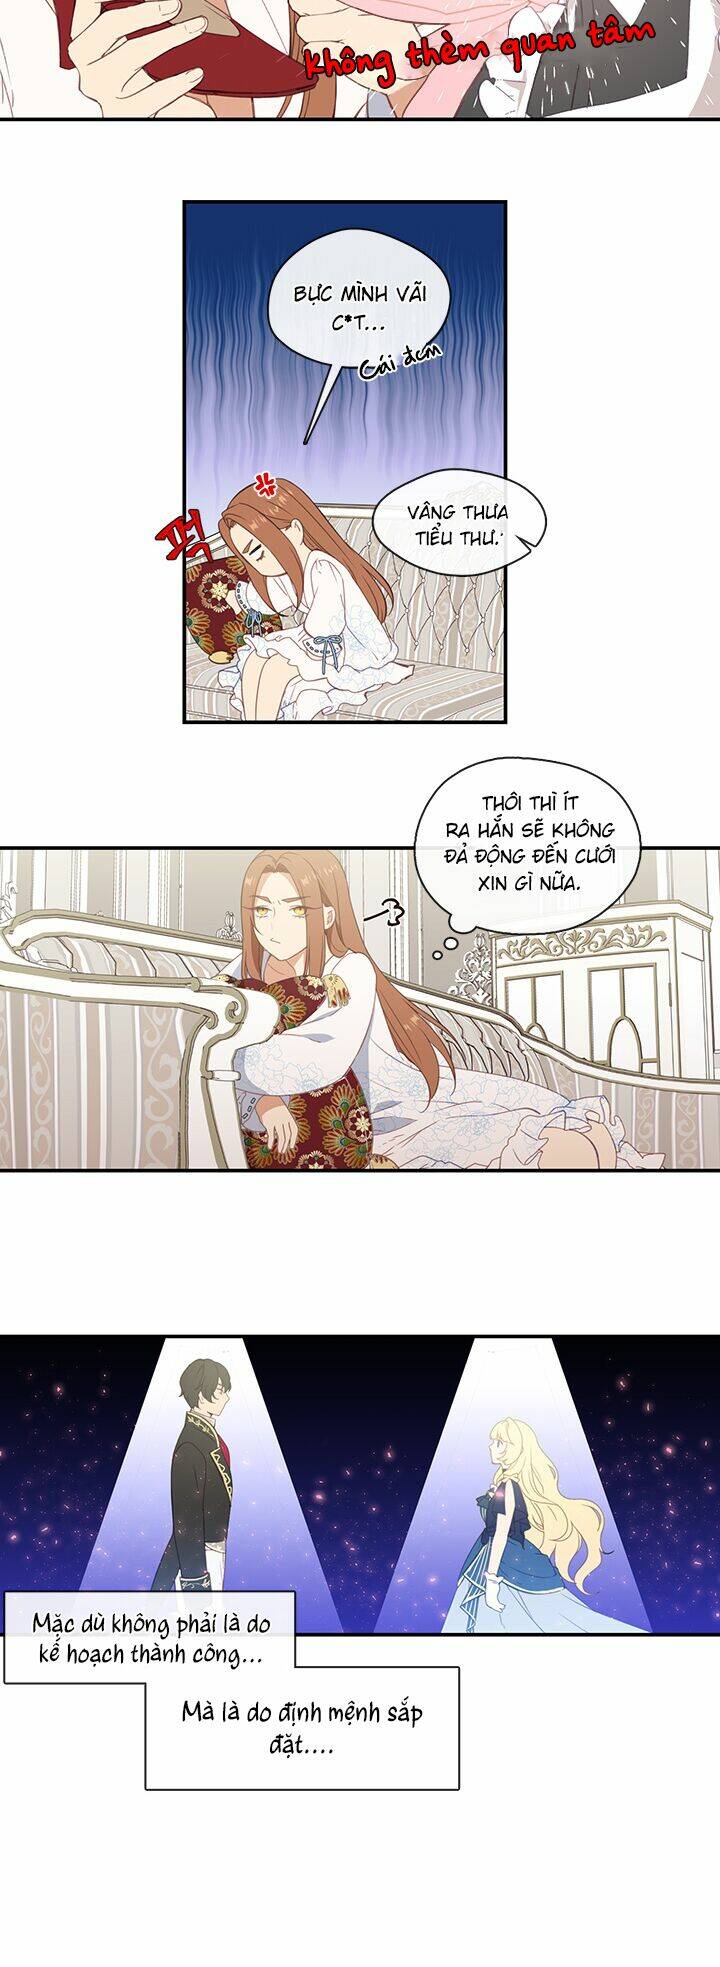 không thèm quan tâm
BỰC MÌNH VÃI
C*T...
Cái đcm
VÂNG THƯA
TIỂU THƯ.
퍽
THÔI THÌ ÍT
RA HẮN SẼ KHÔNG
ĐẢ ĐỘNG ĐẾN CƯỚI
XIN GÌ NỮA.
Mặc dù không phải là do
kế hoạch thành công...
Mà là do định mệnh sắp
đặt....